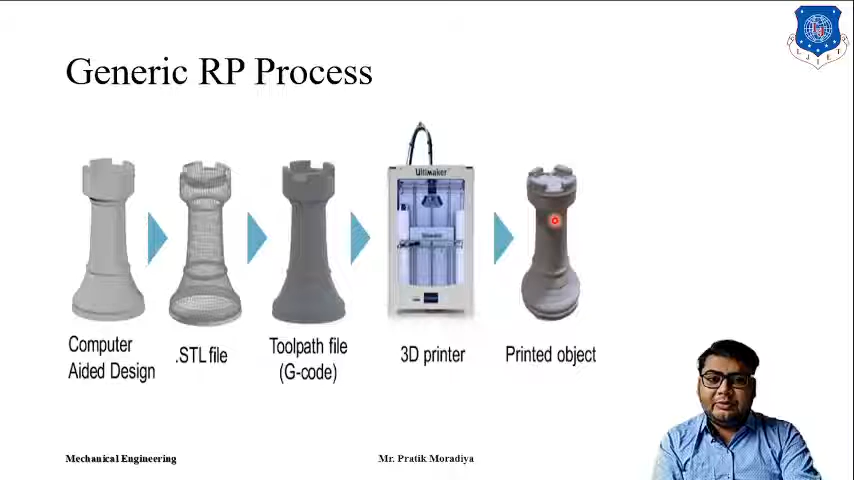 Generic RP Process
Ultimaker
Computer
Aided Design
.STL file
Toolpath file
(G-code)
3D printer
Printed object
Mechanical Engineering
Mr. Pratik Moradiya